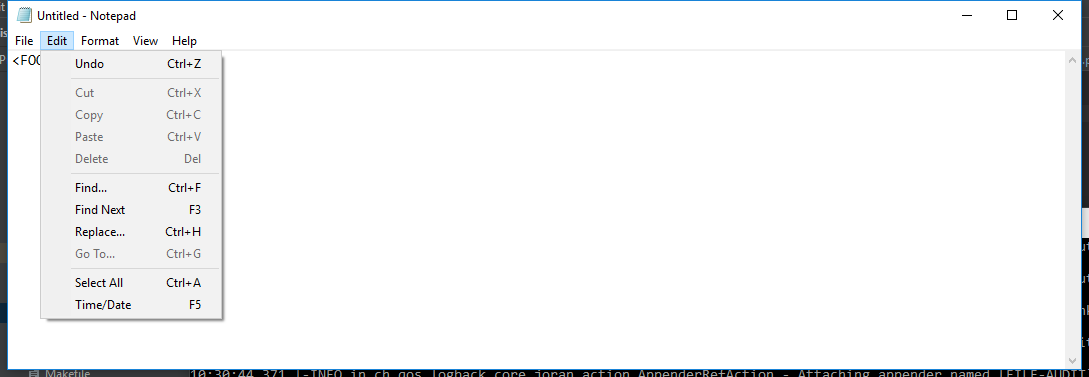 Untitled - Notepad
File Edit Format View Help
Undo Ctrl+Z
Cut Ctrl+X
Copy Ctrl+C
Paste Ctrl+V
Delete Del
Find... Ctrl+F
Find Next F3
Replace... Ctrl+H
Go To... Ctrl+G
Select All Ctrl+A
Time/Date F5
Makefile 10:30:44,371 |-INFO in ch.qos.logback.core.joran.action.AppenderRefAction - Attaching appender named [FILE-AUDIT